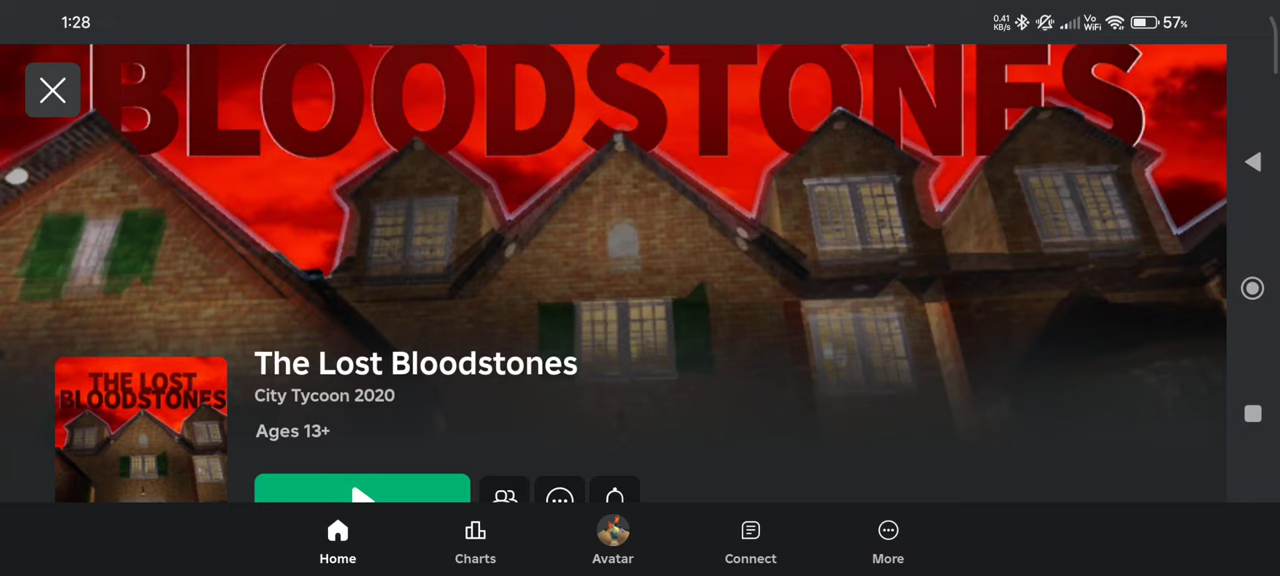 1:28
0.41
KB/s
Vo
WiFi
57%
BLOODSTONES
The Lost Bloodstones
City Tycoon 2020
Ages 13+
THE LOST
BLOODSTONES
Home
Charts
Avatar
Connect
More